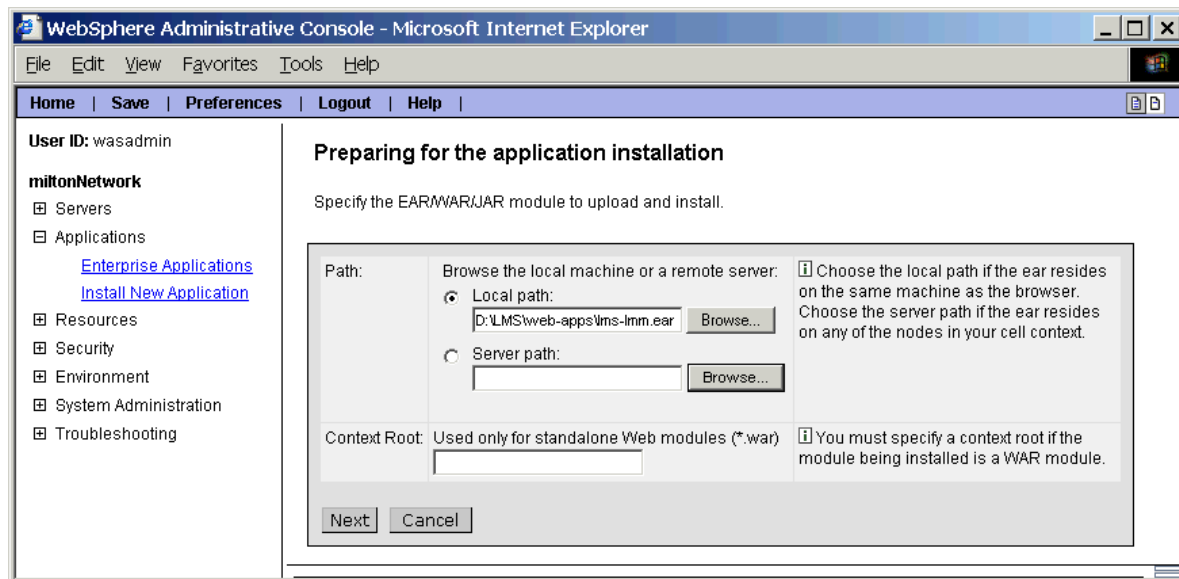 WebSphere Administrative Console - Microsoft Internet Explorer
File Edit View Favorites Tools Help
Home | Save | Preferences | Logout | Help |
User ID: wasadmin
miltonNetwork
Servers
Applications
Enterprise Applications
Install New Application
Resources
Security
Environment
System Administration
Troubleshooting
Preparing for the application installation
Specify the EAR/WAR/JAR module to upload and install.
Path:
Browse the local machine or a remote server:
Local path:
D:\LMS\web-apps\lms-lmm.ear Browse...
Server path:
Browse...
i Choose the local path if the ear resides
on the same machine as the browser.
Choose the server path if the ear resides
on any of the nodes in your cell context.
Context Root:
Used only for standalone Web modules (*.war)
i You must specify a context root if the
module being installed is a WAR module.
Next Cancel